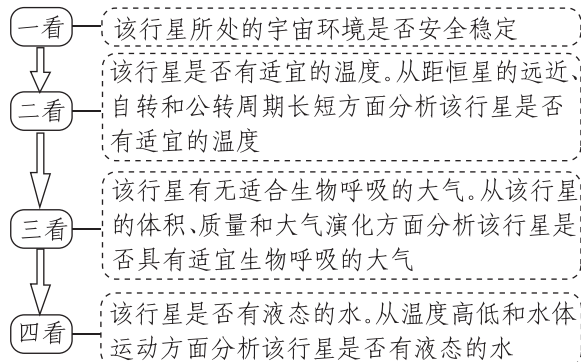 一看
该行星所处的宇宙环境是否安全稳定
二看
该行星是否有适宜的温度。从距恒星的远近、
自转和公转周期长短方面分析该行星是否
有适宜的温度
三看
该行星有无适合生物呼吸的大气。从该行星
的体积、质量和大气演化方面分析该行星是
否具有适宜生物呼吸的大气
四看
该行星是否有液态的水。从温度高低和水体
运动方面分析该行星是否有液态的水